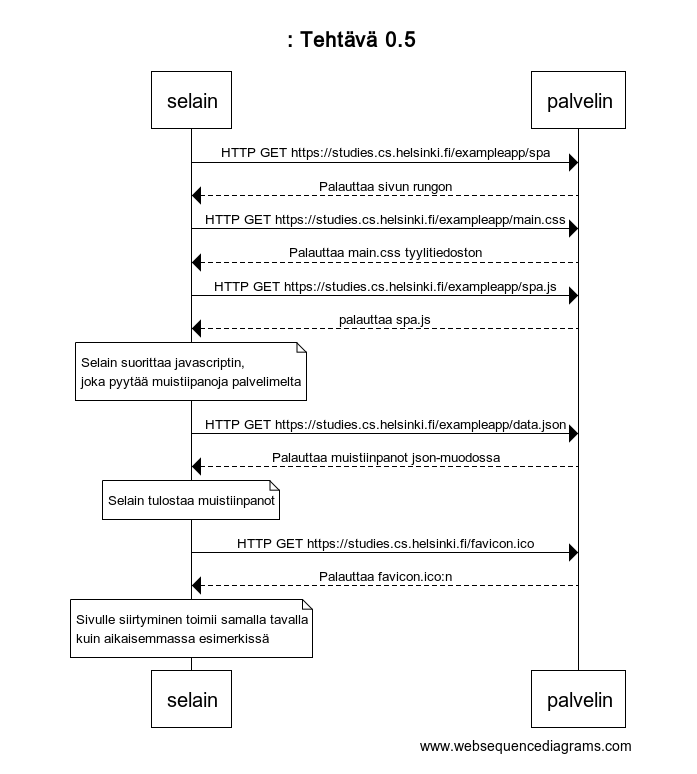 : Tehtävä 0.5
selain
palvelin
HTTP GET https://studies.cs.helsinki.fi/exampleapp/spa
Palauttaa sivun rungon
HTTP GET https://studies.cs.helsinki.fi/exampleapp/main.css
Palauttaa main.css tyylitiedoston
HTTP GET https://studies.cs.helsinki.fi/exampleapp/spa.js
palauttaa spa.js
Selain suorittaa javascriptin,
joka pyytää muistiipanoja palvelimelta
HTTP GET https://studies.cs.helsinki.fi/exampleapp/data.json
Palauttaa muistiinpanot json-muodossa
Selain tulostaa muistiinpanot
HTTP GET https://studies.cs.helsinki.fi/favicon.ico
Palauttaa favicon.ico:n
Sivulle siirtyminen toimii samalla tavalla
kuin aikaisemmassa esimerkissä
selain
palvelin
www.websequencediagrams.com